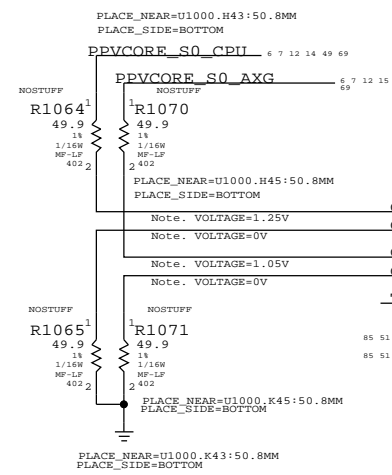 PLACE_NEAR=U1000.H43:50.8MM
PLACE_SIDE=BOTTOM
PPVCORE_S0_CPU 6 7 12 14 49 69
PPVCORE_S0_AXG 6 7 12 15
69
NOSTUFF NOSTUFF
R1064 1 1 R1070
49.9 49.9
1% 1%
1/16W 1/16W
MF-LF MF-LF
402 2 2 402
PLACE_NEAR=U1000.H45:50.8MM
PLACE_SIDE=BOTTOM
Note. VOLTAGE=1.25V
Note. VOLTAGE=0V
Note. VOLTAGE=1.05V
Note. VOLTAGE=0V
NOSTUFF NOSTUFF
R1065 1 1 R1071
49.9 49.9
1% 1%
1/16W 1/16W
MF-LF MF-LF
402 2 2 402
85 51
85 51
PLACE_NEAR=U1000.K45:50.8MM
PLACE_SIDE=BOTTOM
PLACE_NEAR=U1000.K43:50.8MM
PLACE_SIDE=BOTTOM